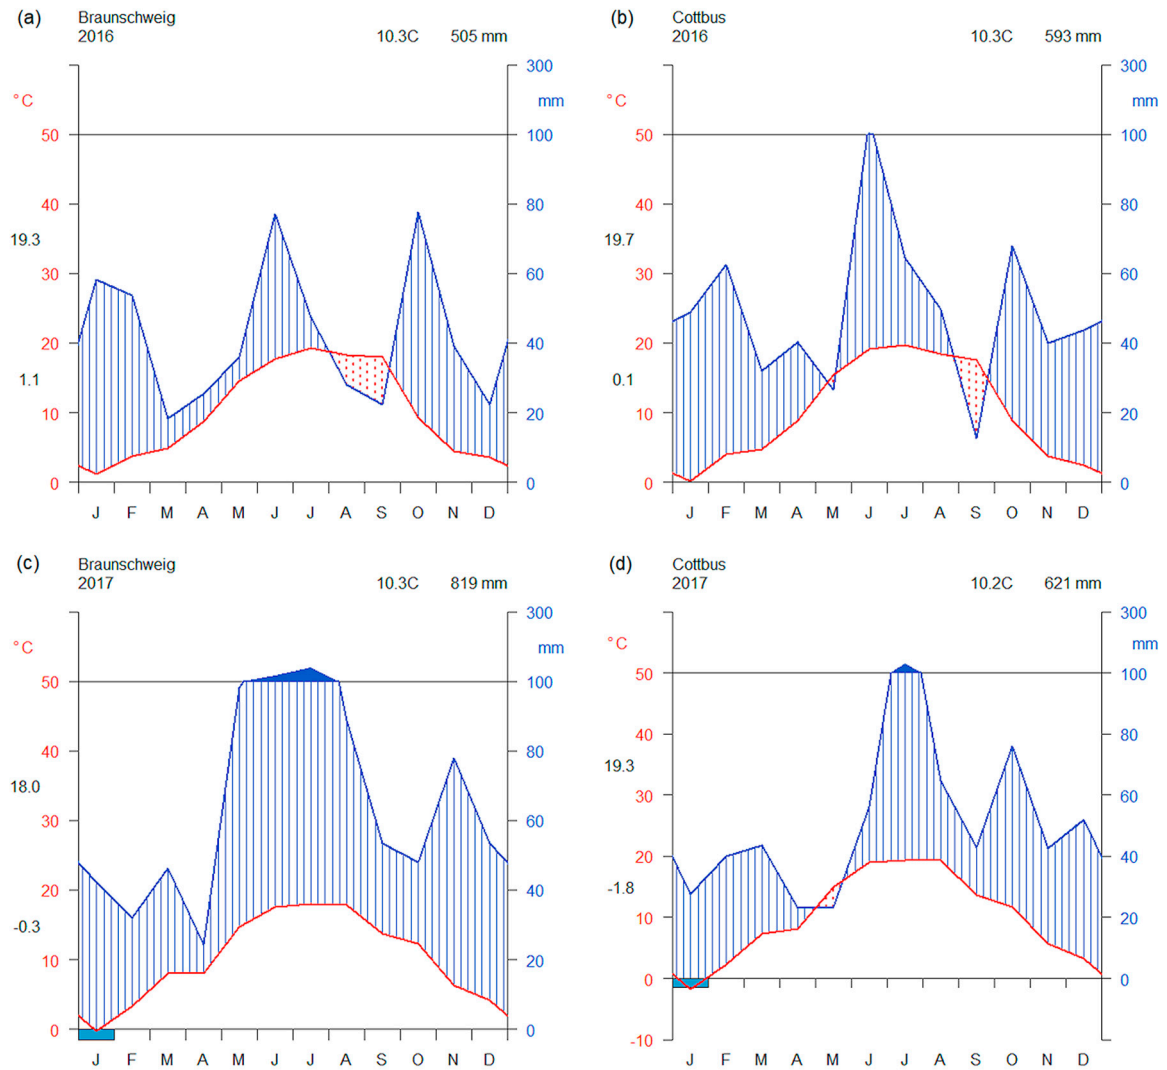 (a) Braunschweig
2016 10.3C 505 mm
300
°C mm
50 100
40 80
19.3
30 60
20 40
1.1
10 20
0 0
J F M A M J J A S O N D
(b) Cottbus
2016 10.3C 593 mm
300
°C mm
50 100
40 80
19.7
30 60
20 40
0.1
10 20
0 0
J F M A M J J A S O N D
(c) Braunschweig
2017 10.3C 819 mm
300
°C mm
50 100
40 80
18.0
30 60
20 40
-0.3
10 20
0 0
J F M A M J J A S O N D
(d) Cottbus
2017 10.2C 621 mm
300
°C mm
50 100
40 80
19.3
30 60
20 40
-1.8
10 20
0 0
-10
J F M A M J J A S O N D